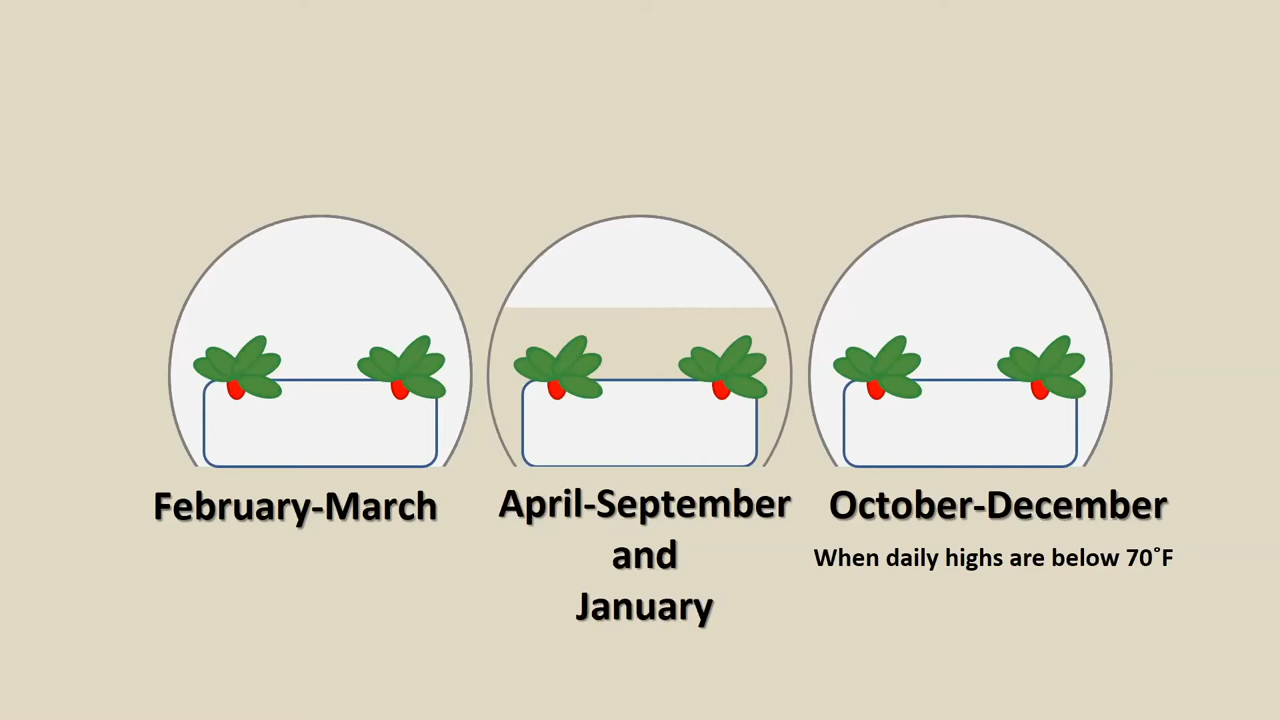 February-March
April-September
and
January
October-December
When daily highs are below 70˚F